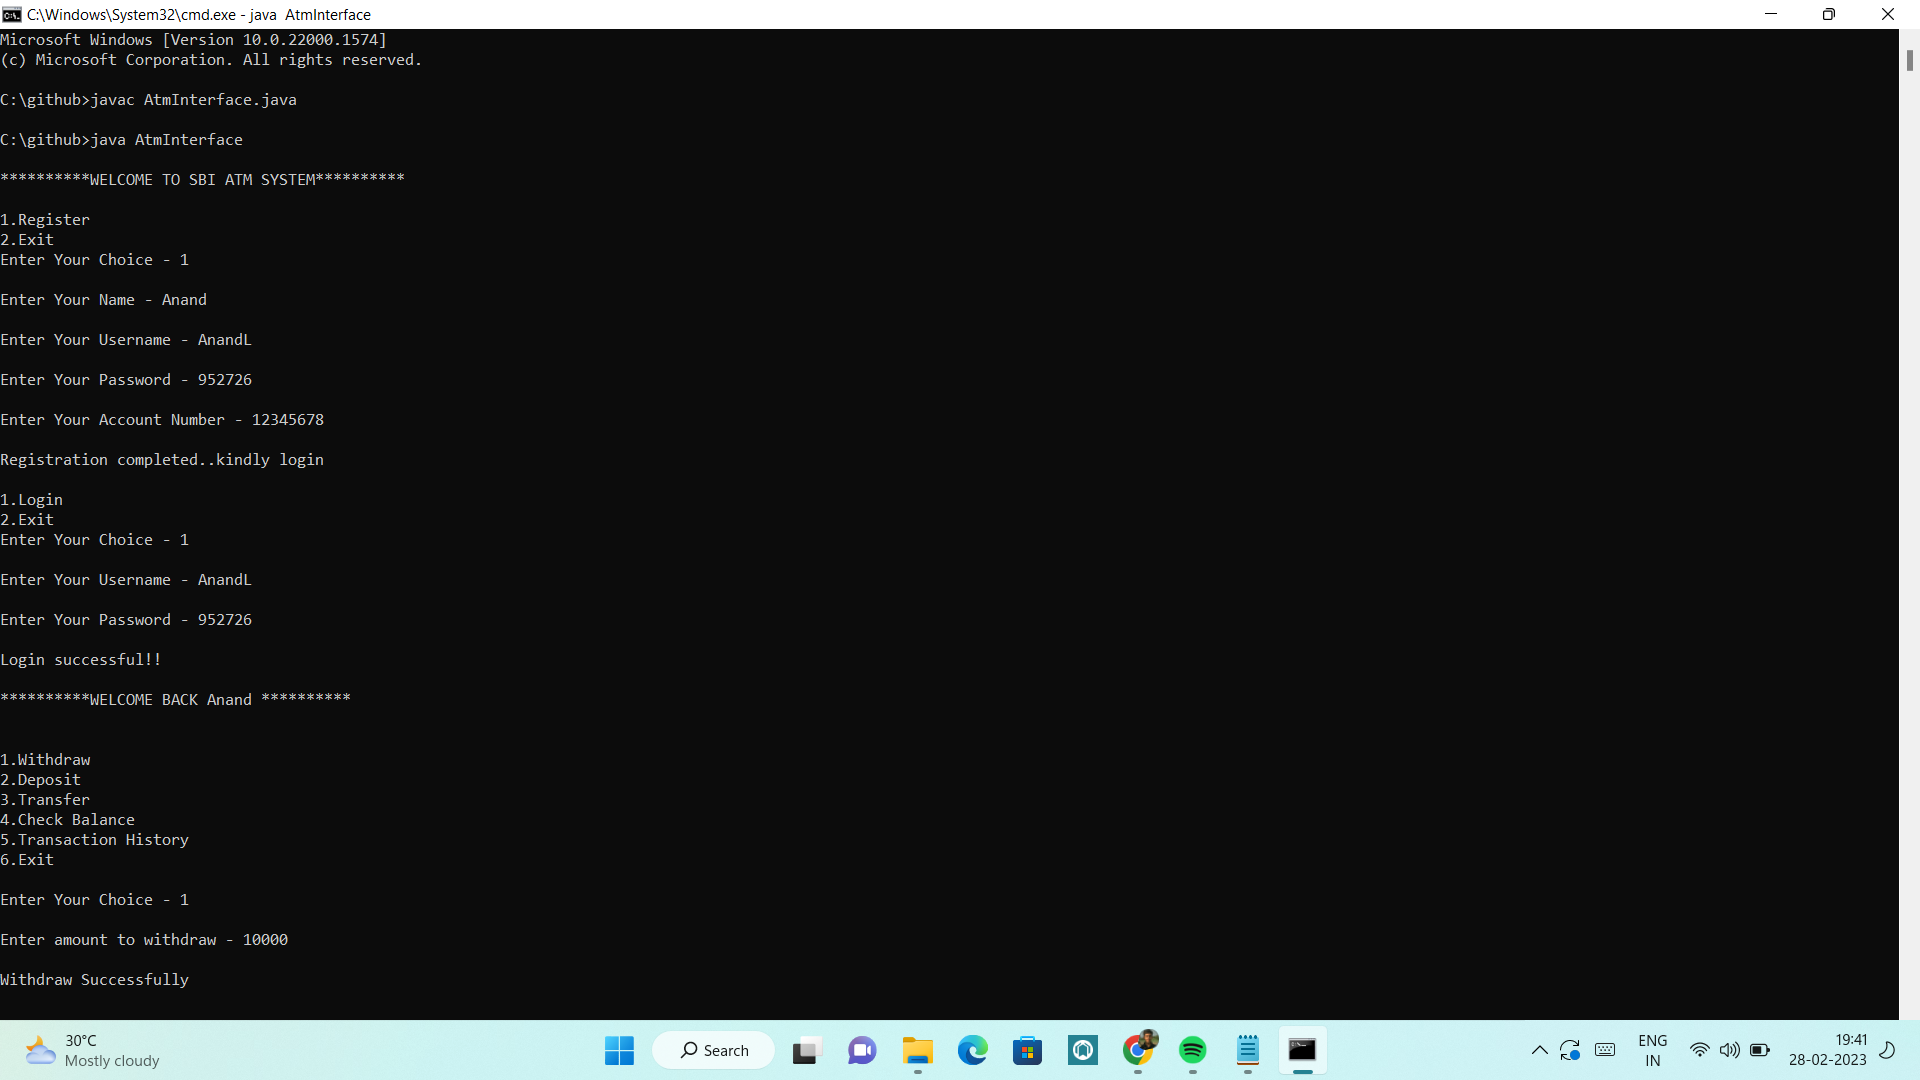 C:\Windows\System32\cmd.exe - java  AtmInterface
Microsoft Windows [Version 10.0.22000.1574]
(c) Microsoft Corporation. All rights reserved.
C:\github>javac AtmInterface.java
C:\github>java AtmInterface
**********WELCOME TO SBI ATM SYSTEM**********
1.Register
2.Exit
Enter Your Choice - 1
Enter Your Name - Anand
Enter Your Username - AnandL
Enter Your Password - 952726
Enter Your Account Number - 12345678
Registration completed..kindly login
1.Login
2.Exit
Enter Your Choice - 1
Enter Your Username - AnandL
Enter Your Password - 952726
Login successful!!
**********WELCOME BACK Anand **********
1.Withdraw
2.Deposit
3.Transfer
4.Check Balance
5.Transaction History
6.Exit
Enter Your Choice - 1
Enter amount to withdraw - 10000
Withdraw Successfully
30°C
Mostly cloudy
Search
ENG
IN
19:41
28-02-2023